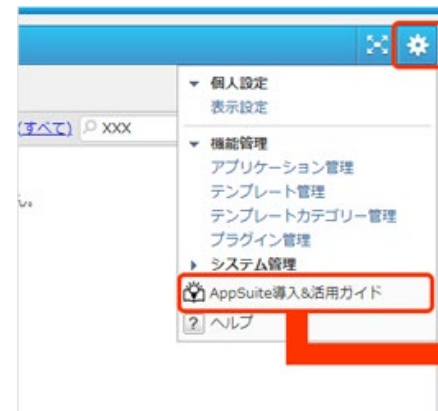 個人設定
表示設定
(すべて) XXX
機能管理
アプリケーション管理
テンプレート管理
ん。
テンプレートカテゴリー管理
プラグイン管理
システム管理
AppSuite導入&活用ガイド
? ヘルプ